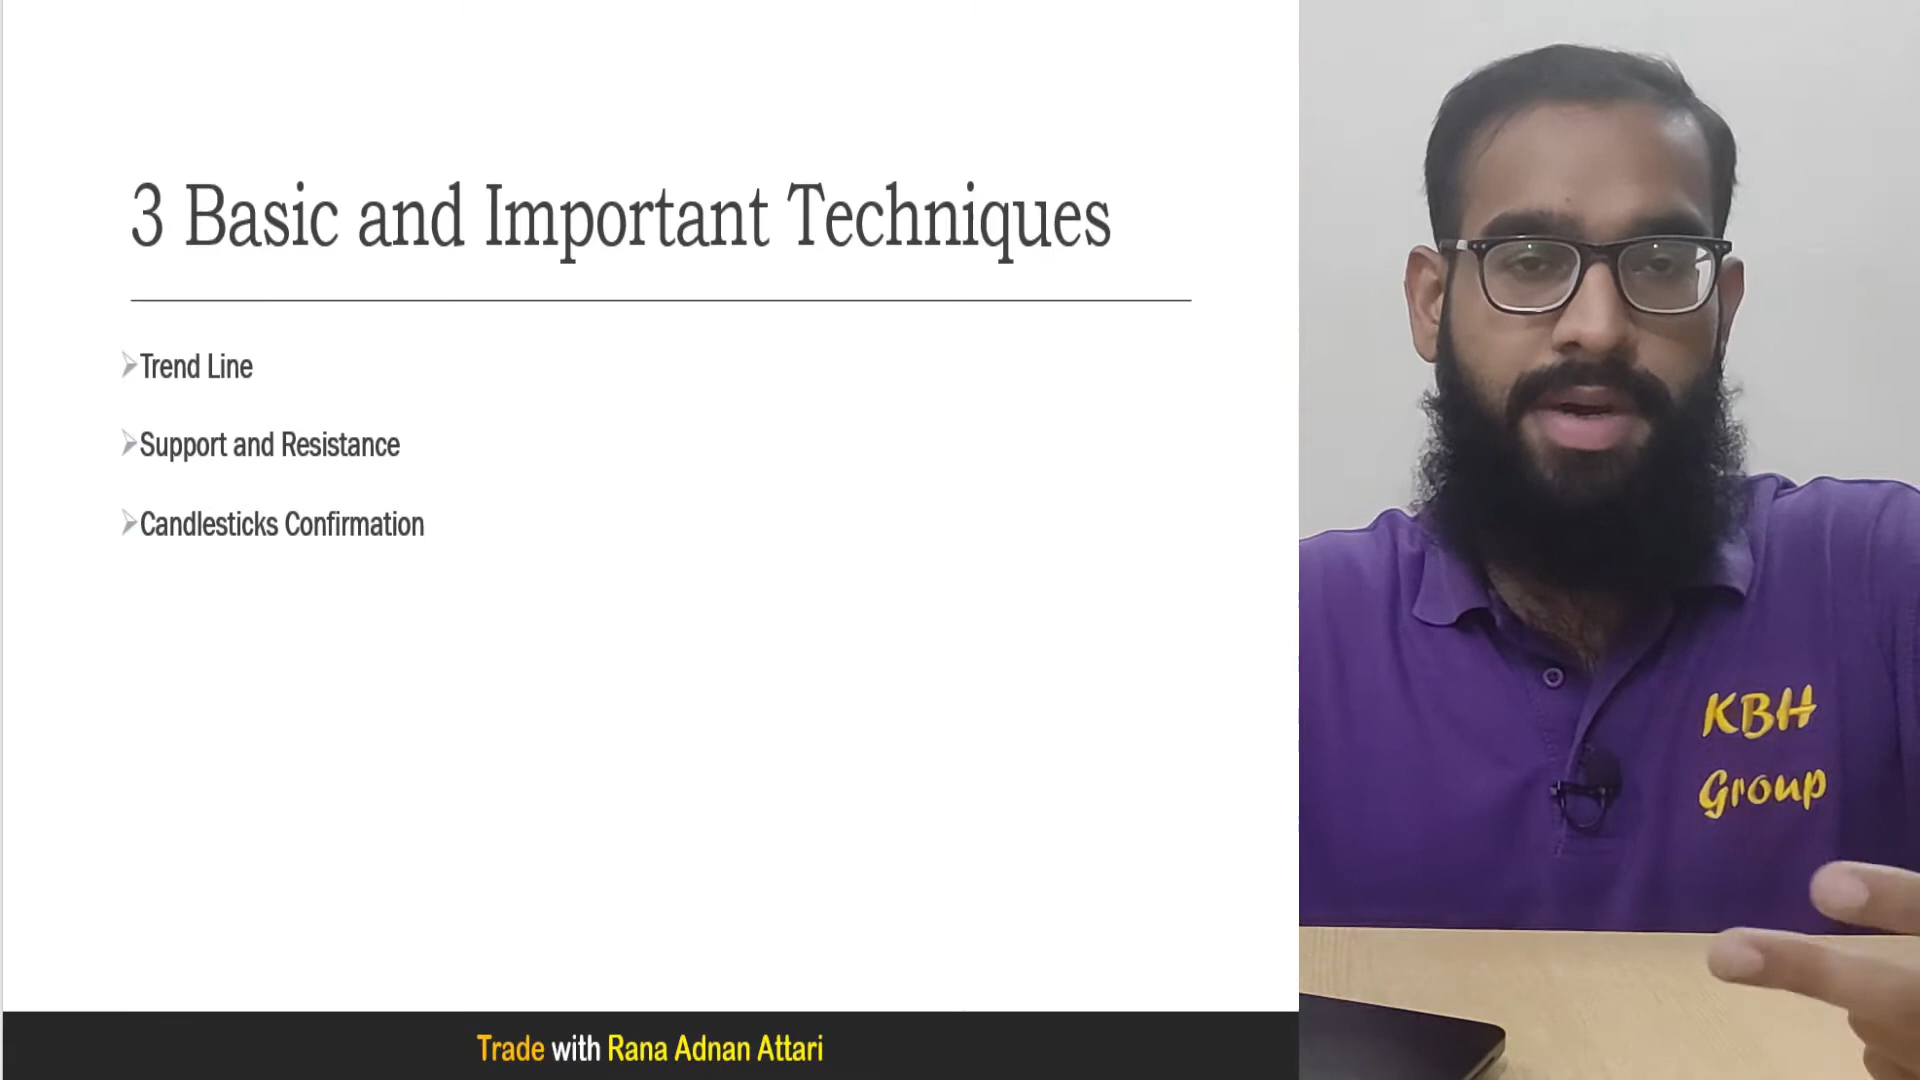 3 Basic and Important Techniques
Trend Line
Support and Resistance
Candlesticks Confirmation
KBH
Group
Trade with Rana Adnan Attari